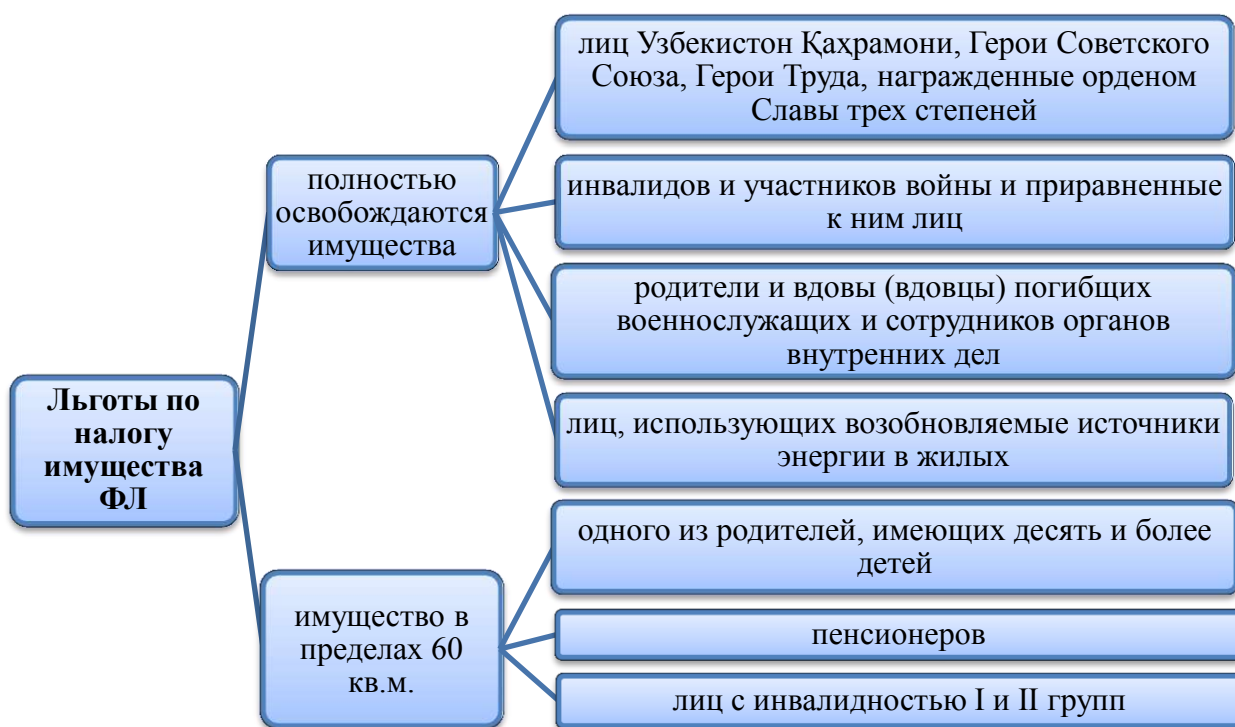 Льготы по
налогу
имущества
ФЛ
полностью
освобождаются
имущества
лиц Узбекистон Қаҳрамони, Герои Советского
Союза, Герои Труда, награжденные орденом
Славы трех степеней
инвалидов и участников войны и приравненные
к ним лиц
родители и вдовы (вдовцы) погибщих
военнослужащих и сотрудников органов
внутренних дел
лиц, использующих возобновляемые источники
энергии в жилых
имущество в
пределах 60
кв.м.
одного из родителей, имеющих десять и более
детей
пенсионеров
лиц с инвалидностью I и II групп